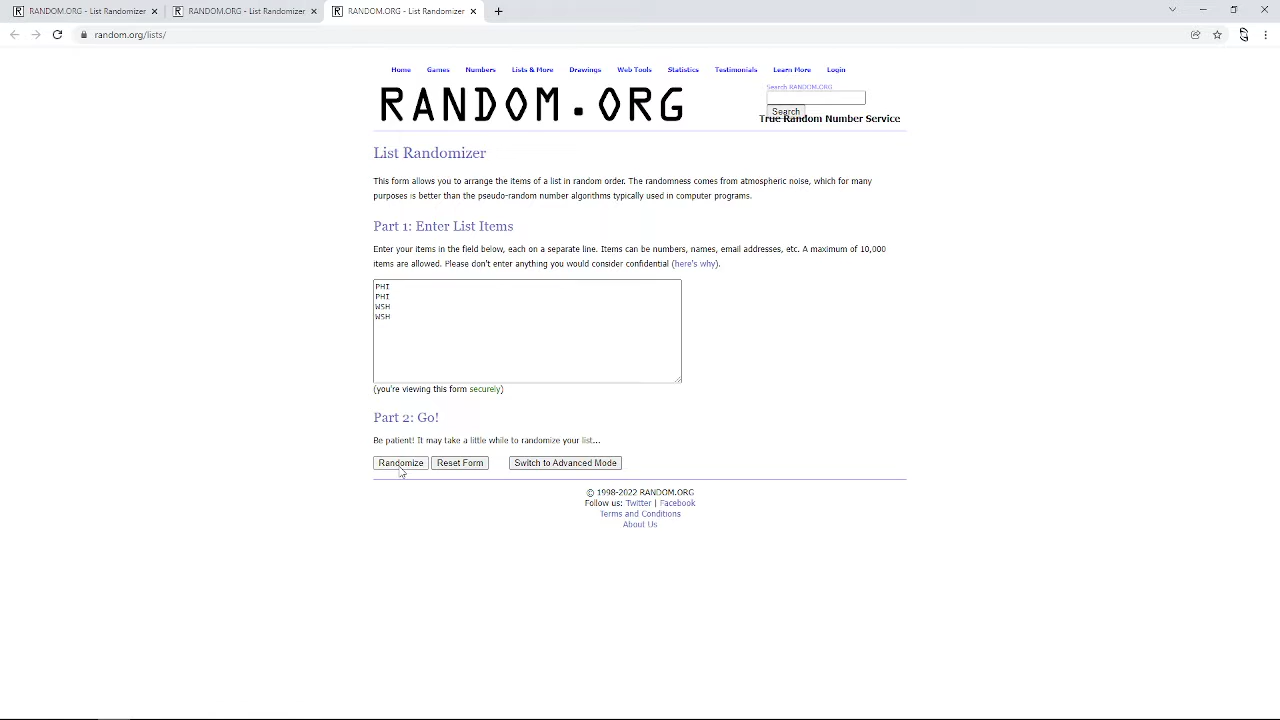 RANDOM.ORG - List Randomizer
RANDOM.ORG - List Randomizer
RANDOM.ORG - List Randomizer
random.org/lists/
Home Games Numbers Lists & More Drawings Web Tools Statistics Testimonials Learn More Login
RANDOM.ORG
Search RANDOM.ORG
Search
True Random Number Service
List Randomizer
This form allows you to arrange the items of a list in random order. The randomness comes from atmospheric noise, which for many
purposes is better than the pseudo-random number algorithms typically used in computer programs.
Part 1: Enter List Items
Enter your items in the field below, each on a separate line. Items can be numbers, names, email addresses, etc. A maximum of 10,000
items are allowed. Please don't enter anything you would consider confidential (here's why).
PHI
PHI
WSH
WSH
(you're viewing this form securely)
Part 2: Go!
Be patient! It may take a little while to randomize your list...
Randomize Reset Form Switch to Advanced Mode
© 1998-2022 RANDOM.ORG
Follow us: Twitter | Facebook
Terms and Conditions
About Us